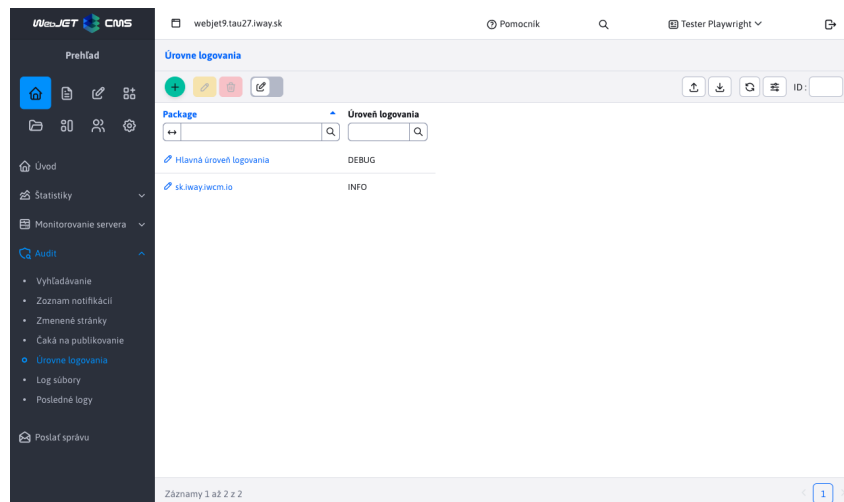 WebJET CMS
webjet9.tau27.iway.sk
Pomocník
Tester Playwright
Prehľad
Úrovne logovania
ID:
Package
Úroveň logovania
Hlavná úroveň logovania
DEBUG
sk.iway.iwcm.io
INFO
Úvod
Štatistiky
Monitorovanie servera
Audit
Vyhľadávanie
Zoznam notifikácií
Zmenené stránky
Čaká na publikovanie
Úrovne logovania
Log súbory
Posledné logy
Poslať správu
Záznamy 1 až 2 z 2
1